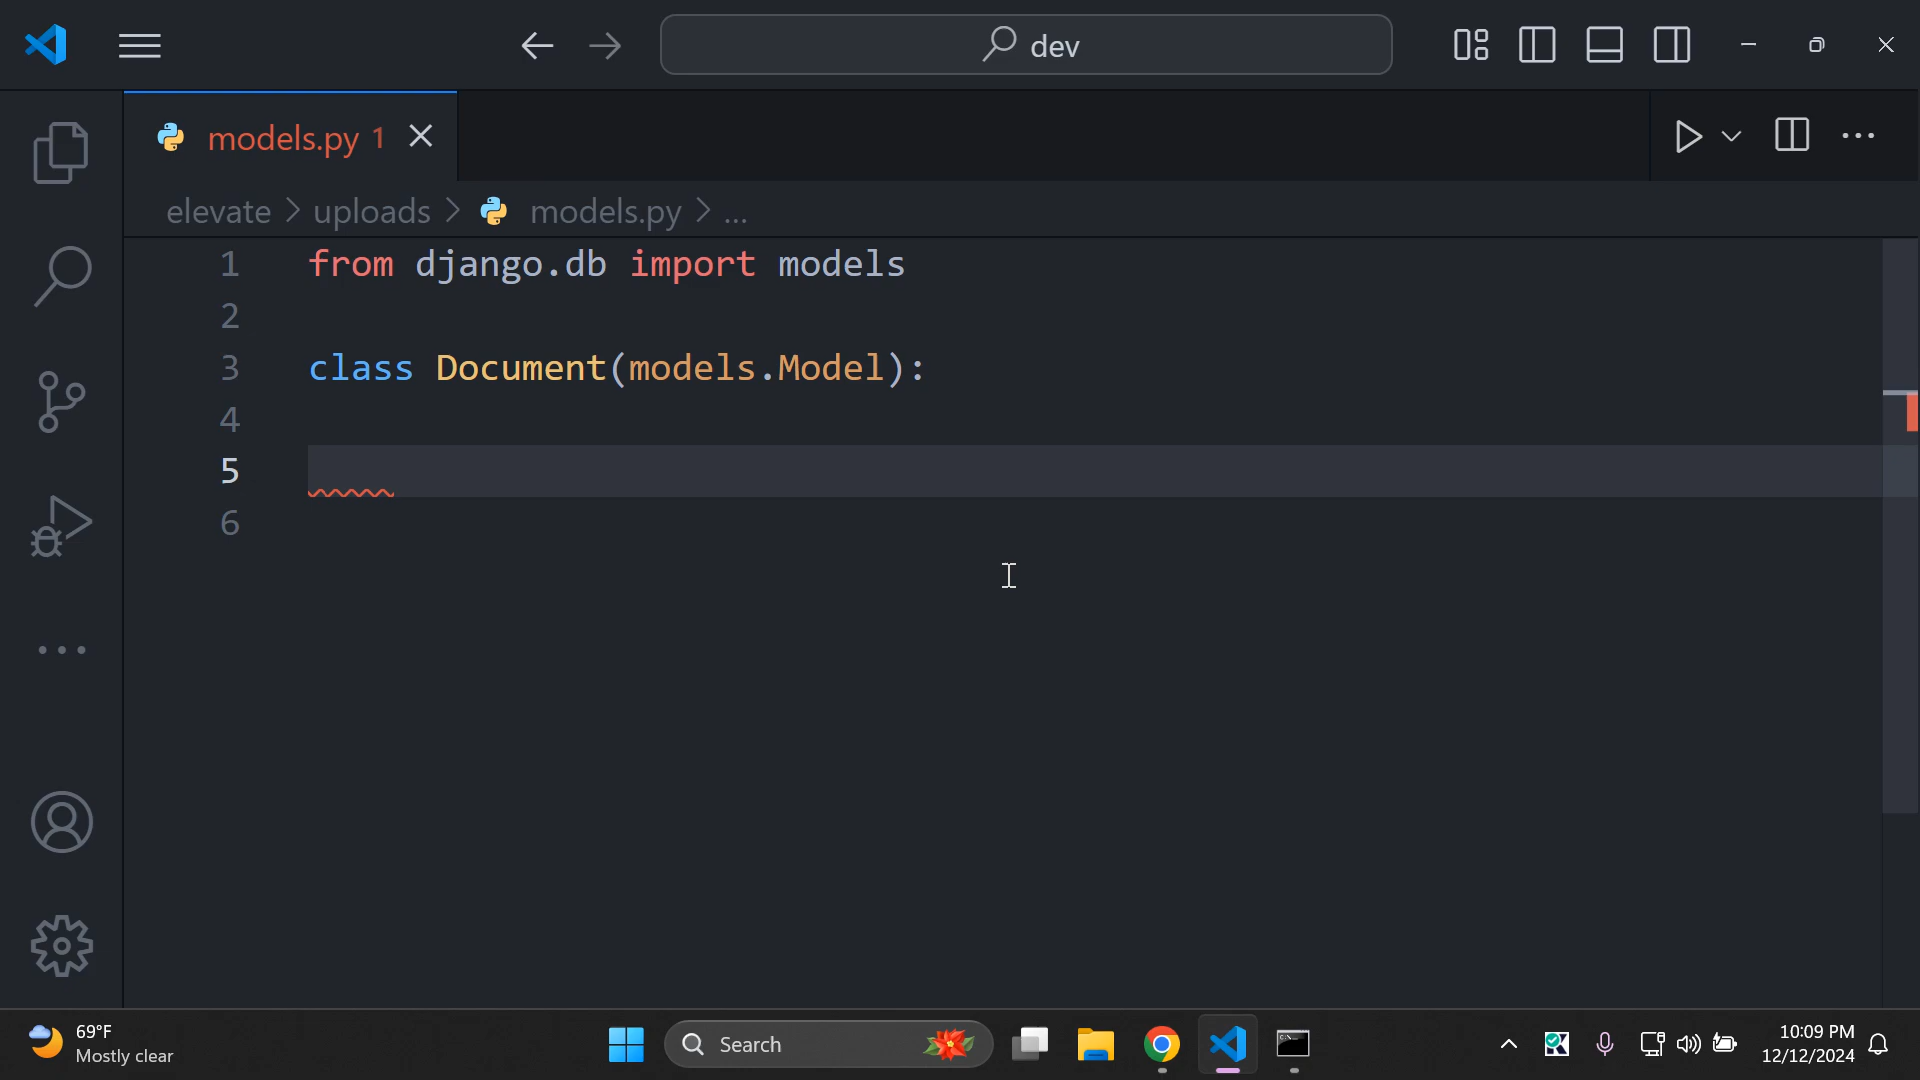 dev
models.py 1
elevate > uploads > models.py > ...
1 from django.db import models
2
3 class Document(models.Model):
4
5
6
69°F
Mostly clear
Search
10:09 PM
12/12/2024